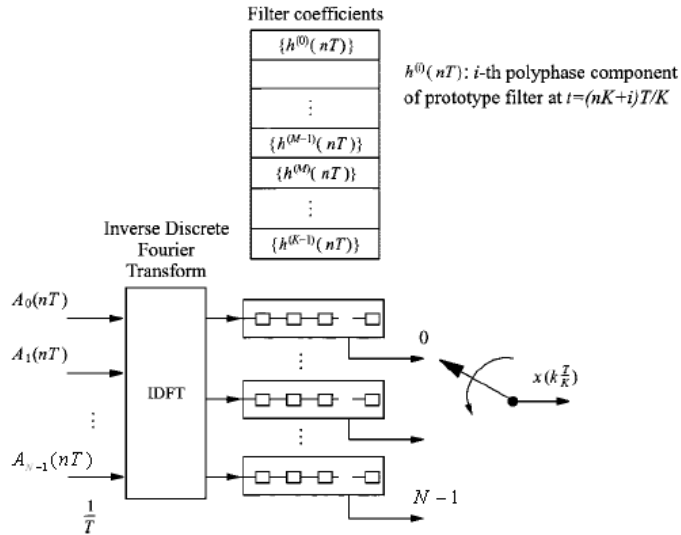 Filter coefficients
{h^(0)(nT)}
⋮
{h^(M-1)(nT)}
{h^(M)(nT)}
⋮
{h^(K-1)(nT)}
h^(i)(nT): i-th polyphase component
of prototype filter at t=(nK+i)T/K
Inverse Discrete
Fourier
Transform
A_0(nT)
A_1(nT)
⋮
A_{N-1}(nT)
1/T
IDFT
⋮
⋮
0
N-1
x(k T/K)